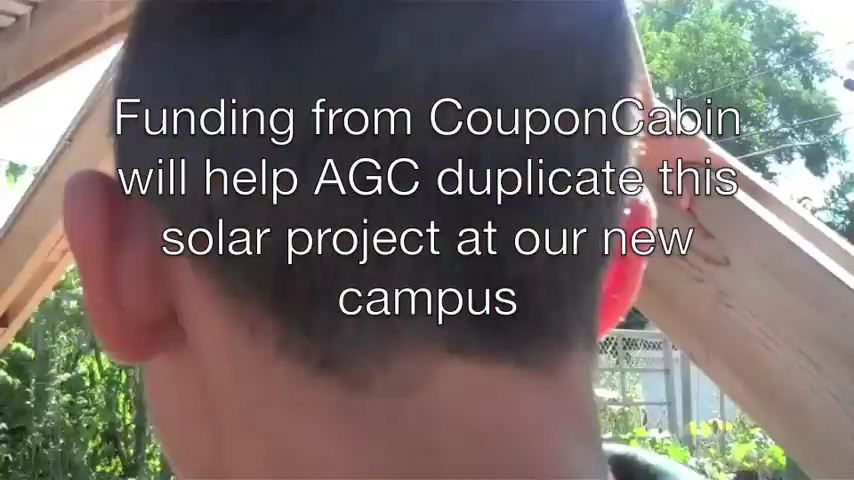 Funding from CouponCabin
will help AGC duplicate this
solar project at our new
campus